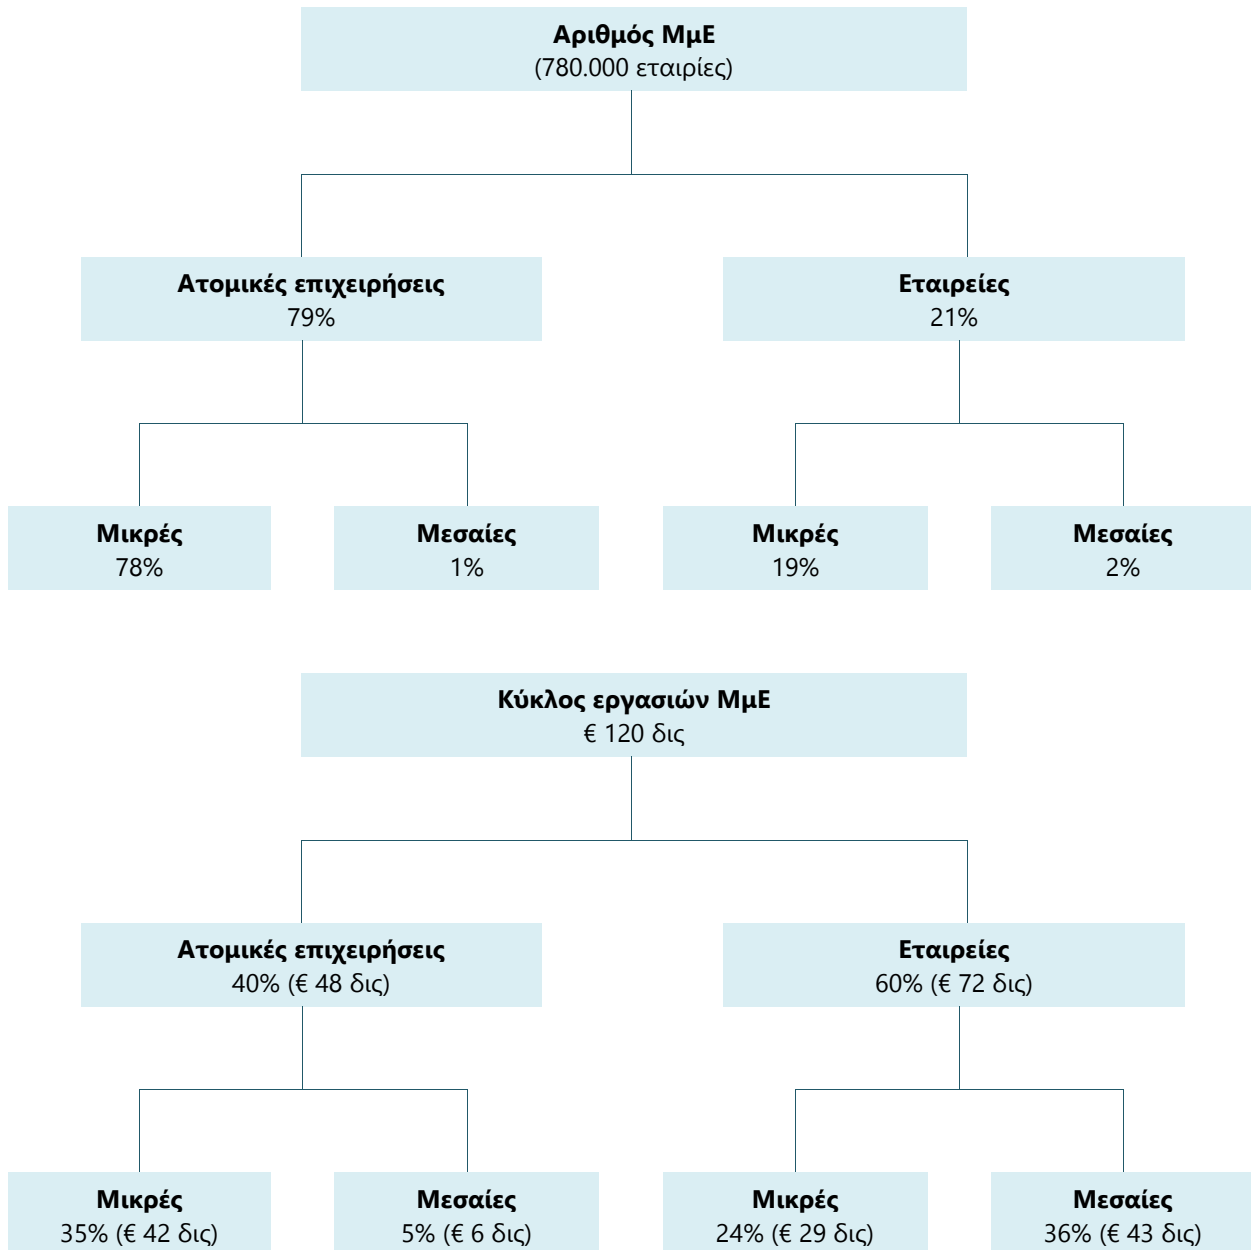 Αριθμός ΜμΕ
(780.000 εταιρίες)
Ατομικές επιχειρήσεις
79%
Εταιρείες
21%
Μικρές
78%
Μεσαίες
1%
Μικρές
19%
Μεσαίες
2%
Κύκλος εργασιών ΜμΕ
€ 120 δις
Ατομικές επιχειρήσεις
40% (€ 48 δις)
Εταιρείες
60% (€ 72 δις)
Μικρές
35% (€ 42 δις)
Μεσαίες
5% (€ 6 δις)
Μικρές
24% (€ 29 δις)
Μεσαίες
36% (€ 43 δις)